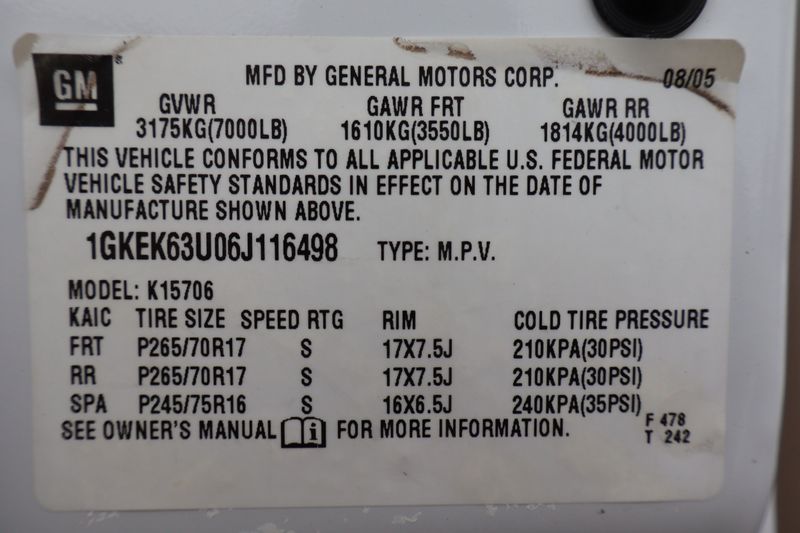 GM
MFD BY GENERAL MOTORS CORP. 08/05
GVWR GAWR FRT GAWR RR
3175KG(7000LB) 1610KG(3550LB) 1814KG(4000LB)
THIS VEHICLE CONFORMS TO ALL APPLICABLE U.S. FEDERAL MOTOR
VEHICLE SAFETY STANDARDS IN EFFECT ON THE DATE OF
MANUFACTURE SHOWN ABOVE.
1GKEK63U06J116498 TYPE: M.P.V.
MODEL: K15706
KAIC TIRE SIZE SPEED RTG RIM COLD TIRE PRESSURE
FRT P265/70R17 S 17X7.5J 210KPA(30PSI)
RR P265/70R17 S 17X7.5J 210KPA(30PSI)
SPA P245/75R16 S 16X6.5J 240KPA(35PSI)
SEE OWNER'S MANUAL i FOR MORE INFORMATION.
F 478
T 242